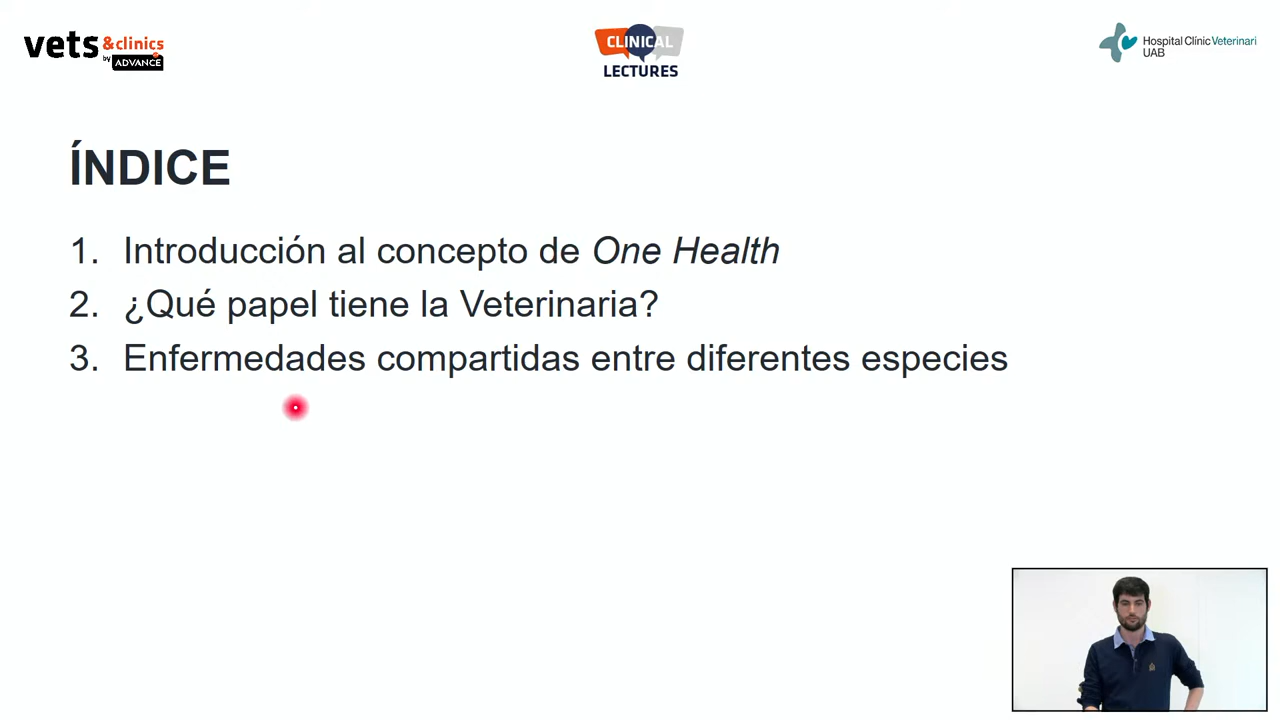 vets &clinics
by ADVANCE
CLINICAL
LECTURES
Hospital Clínic Veterinari
UAB
ÍNDICE
1. Introducción al concepto de One Health
2. ¿Qué papel tiene la Veterinaria?
3. Enfermedades compartidas entre diferentes especies